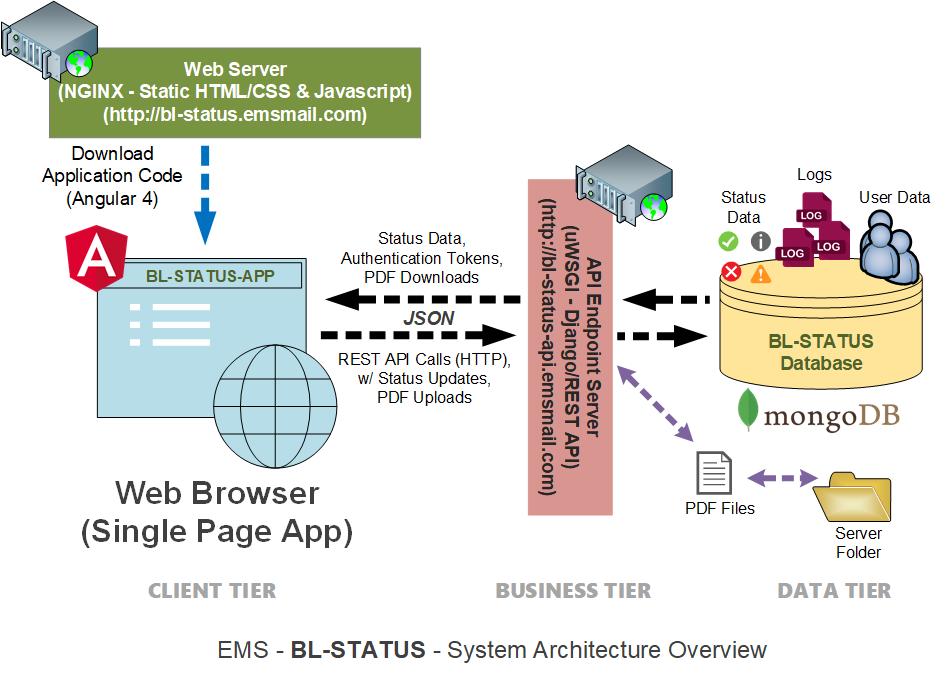 Web Server
(NGINX - Static HTML/CSS & Javascript)
(http://bl-status.emsmail.com)
Download
Application Code
(Angular 4)
A
BL-STATUS-APP
Status Data,
Authentication Tokens,
PDF Downloads
JSON
REST API Calls (HTTP),
w/ Status Updates,
PDF Uploads
Web Browser
(Single Page App)
API Endpoint Server
(uWSGI - Django/REST API)
(http://bl-status-api.emsmail.com)
Logs
Status
Data
User Data
LOG
LOG
LOG
BL-STATUS
Database
mongoDB
PDF Files
Server
Folder
CLIENT TIER
BUSINESS TIER
DATA TIER
EMS - BL-STATUS - System Architecture Overview